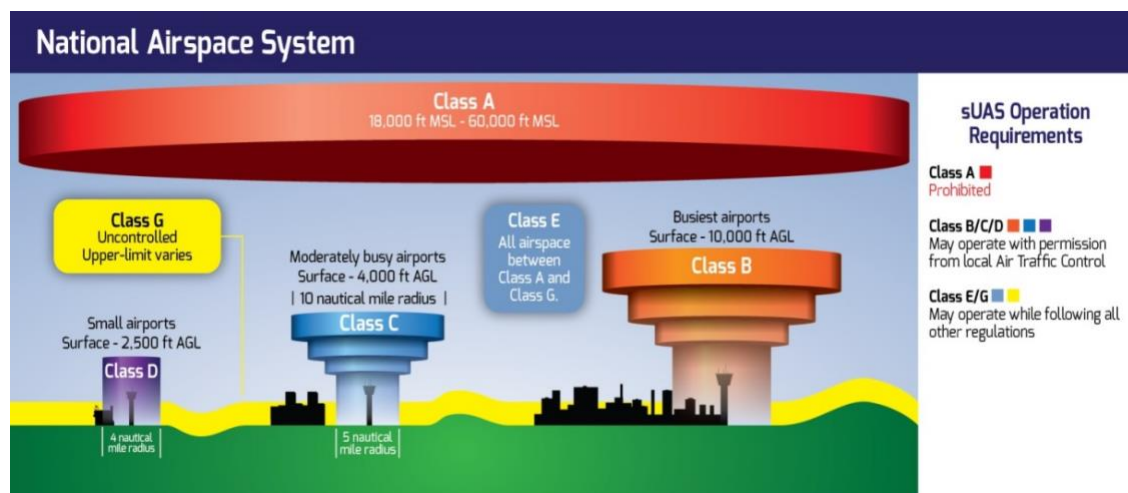 National Airspace System
Class A
18,000 ft MSL - 60,000 ft MSL
Class G
Uncontrolled
Upper-limit varies
Class E
All airspace
between
Class A and
Class G.
Busiest airports
Surface - 10,000 ft AGL
Class B
Moderately busy airports
Surface - 4,000 ft AGL
| 10 nautical mile radius |
Class C
Small airports
Surface - 2,500 ft AGL
Class D
4 nautical
mile radius
5 nautical
mile radius
sUAS Operation
Requirements
Class A
Prohibited
Class B/C/D
May operate with permission
from local Air Traffic Control
Class E/G
May operate while following all
other regulations